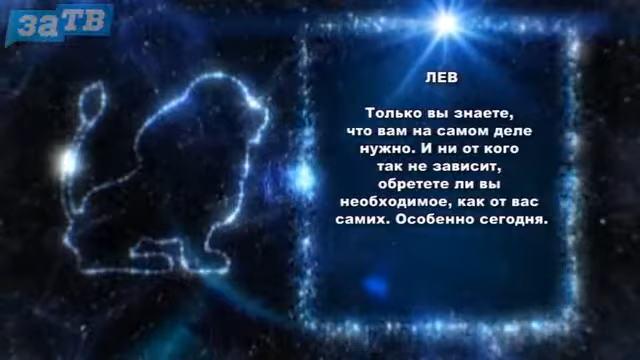 заТВ
ЛЕВ
Только вы знаете,
что вам на самом деле
нужно. И ни от кого
так не зависит,
обретете ли вы
необходимое, как от вас
самих. Особенно сегодня.